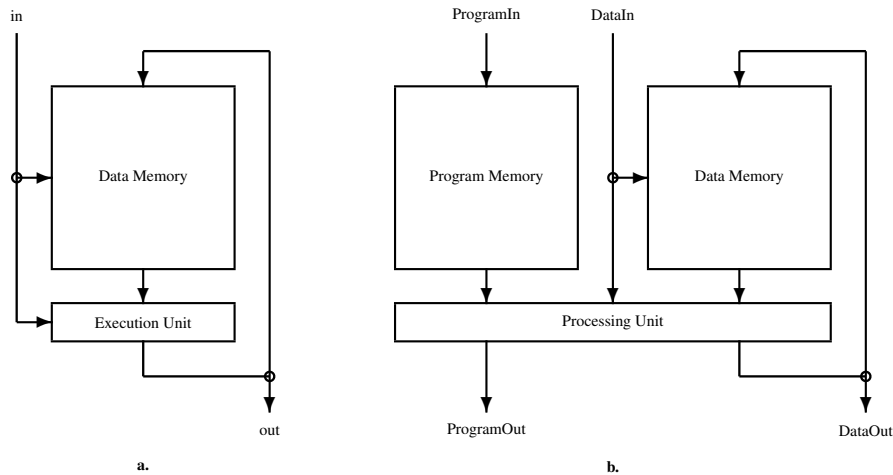 in
Data Memory
Execution Unit
out
a.
ProgramIn
DataIn
Program Memory
Data Memory
Processing Unit
ProgramOut
DataOut
b.